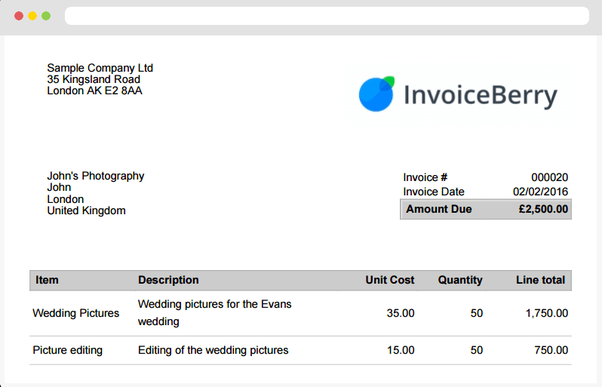 Sample Company Ltd
35 Kingsland Road
London AK E2 8AA
InvoiceBerry
John's Photography
John
London
United Kingdom
Invoice # 000020
Invoice Date 02/02/2016
Amount Due £2,500.00
Item Description Unit Cost Quantity Line total
Wedding Pictures Wedding pictures for the Evans
wedding 35.00 50 1,750.00
Picture editing Editing of the wedding pictures 15.00 50 750.00